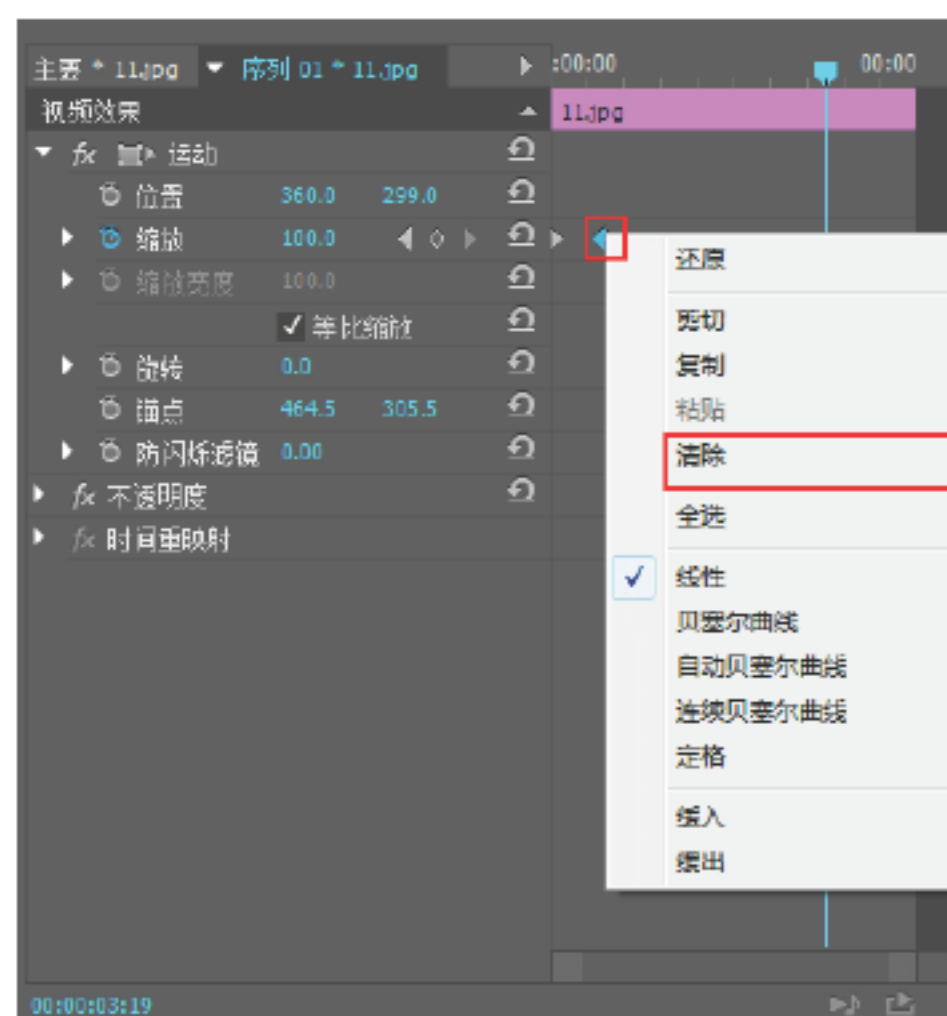 主要 * 11.jpg 序列 01 * 11.jpg :00:00 00:00
视频效果 11.jpg
fx 运动
位置 360.0 299.0
缩放 100.0
缩放宽度 100.0
等比缩放
旋转 0.0
锚点 464.5 305.5
防闪烁滤镜 0.00
fx 不透明度
fx 时间重映射
还原
剪切
复制
粘贴
清除
全选
线性
贝塞尔曲线
自动贝塞尔曲线
连续贝塞尔曲线
定格
缓入
缓出
00:00:03:19